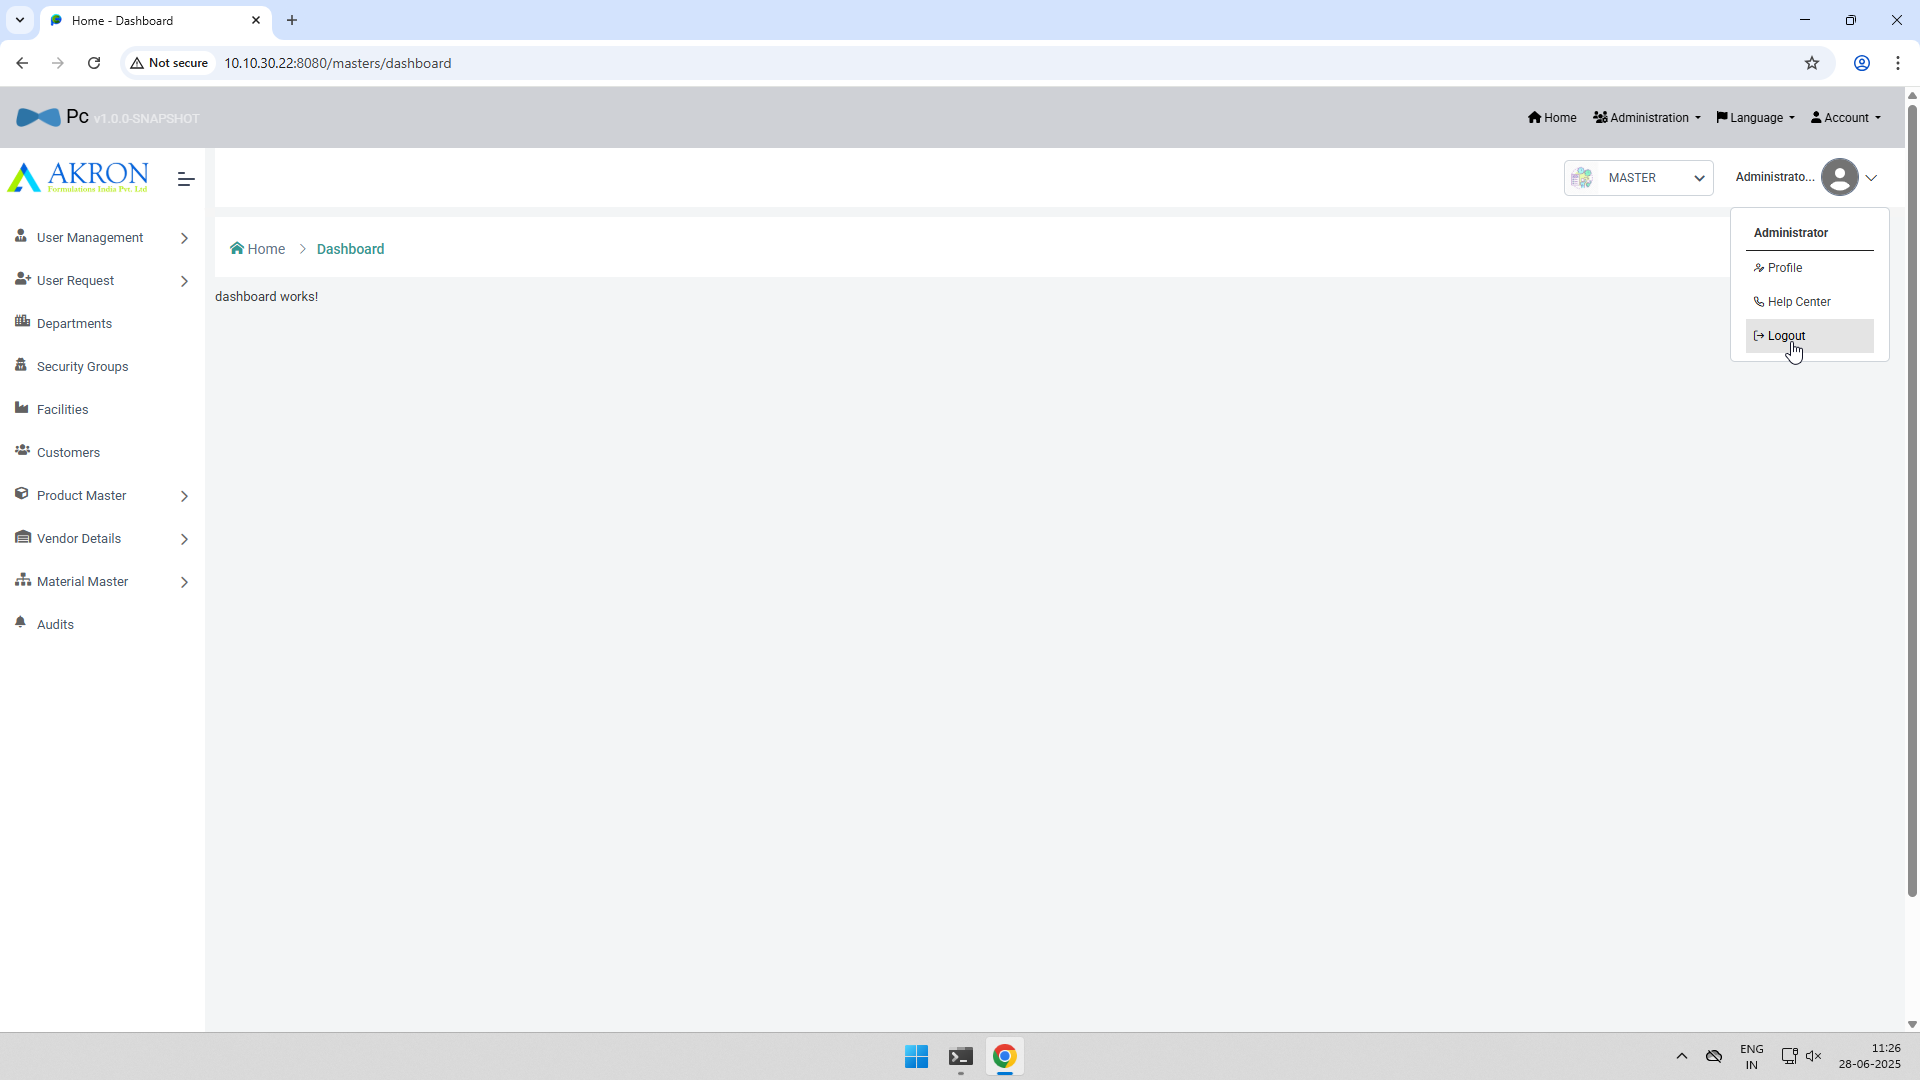 Home - Dashboard
Not secure
10.10.30.22:8080/masters/dashboard
Pc v1.0.0-SNAPSHOT
Home
Administration
Language
Account
AKRON
Formulations India Pvt. Ltd
MASTER
Administrato...
User Management
User Request
Departments
Security Groups
Facilities
Customers
Product Master
Vendor Details
Material Master
Audits
Home
Dashboard
dashboard works!
Administrator
Profile
Help Center
Logout
ENG
IN
11:26
28-06-2025